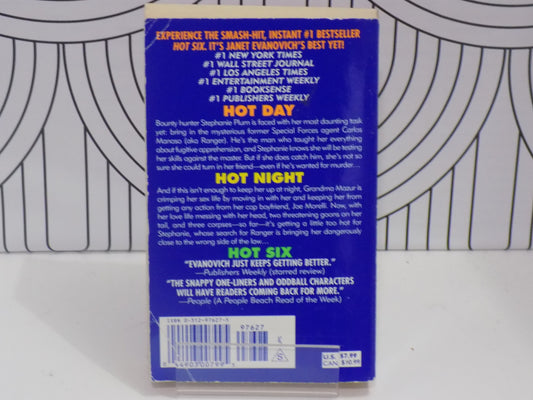 EXPERIENCE THE SMASH-HIT, INSTANT #1 BESTSELLER
HOT SIX. IT'S JANET EVANOVICH'S BEST YET!
#1 NEW YORK TIMES
#1 WALL STREET JOURNAL
#1 LOS ANGELES TIMES
#1 ENTERTAINMENT WEEKLY
#1 BOOKSENSE
#1 PUBLISHERS WEEKLY
HOT DAY
Bounty hunter Stephanie Plum is faced with her most daunting task
yet: bring in the mysterious former Special Forces agent Carlos
Manoso (aka Ranger). He's the man who taught her everything
about fugitive apprehension, and Stephanie knows she will be testing
her skills against the master. But if she does catch him, she's not so
sure she could turn in her friend—even if he's wanted for murder...
HOT NIGHT
And if this isn't enough to keep her up at night, Grandma Mazur is
crimping her sex life by moving in with her and keeping her from
getting any action from her cop boyfriend, Joe Morelli. Now, with
her love life messing with her head, two threatening goons on her
tail, and three corpses—so far—it's getting a little too hot for
Stephanie, whose search for Ranger is bringing her dangerously
close to the wrong side of the law...
HOT SIX
"EVANOVICH JUST KEEPS GETTING BETTER."
—Publishers Weekly (starred review)
"THE SNAPPY ONE-LINERS AND ODDBALL CHARACTERS
WILL HAVE READERS COMING BACK FOR MORE."
—People (A People Beach Read of the Week)
ISBN 0-312-97627-5
97627
S
U.S. $7.99
CAN. $10.99